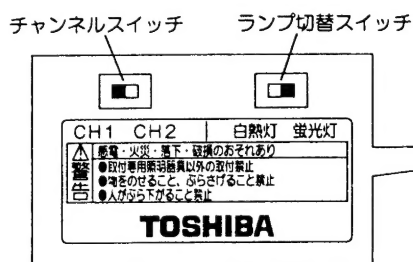 チャンネルスイッチ ランプ切替スイッチ
CH1 CH2 白熱灯 蛍光灯
警告
感電・火災・落下・破損のおそれあり
●取付専用照明器具以外の取付禁止
●物をのせること、ぶらさげること禁止
●人がぶら下がること禁止
TOSHIBA